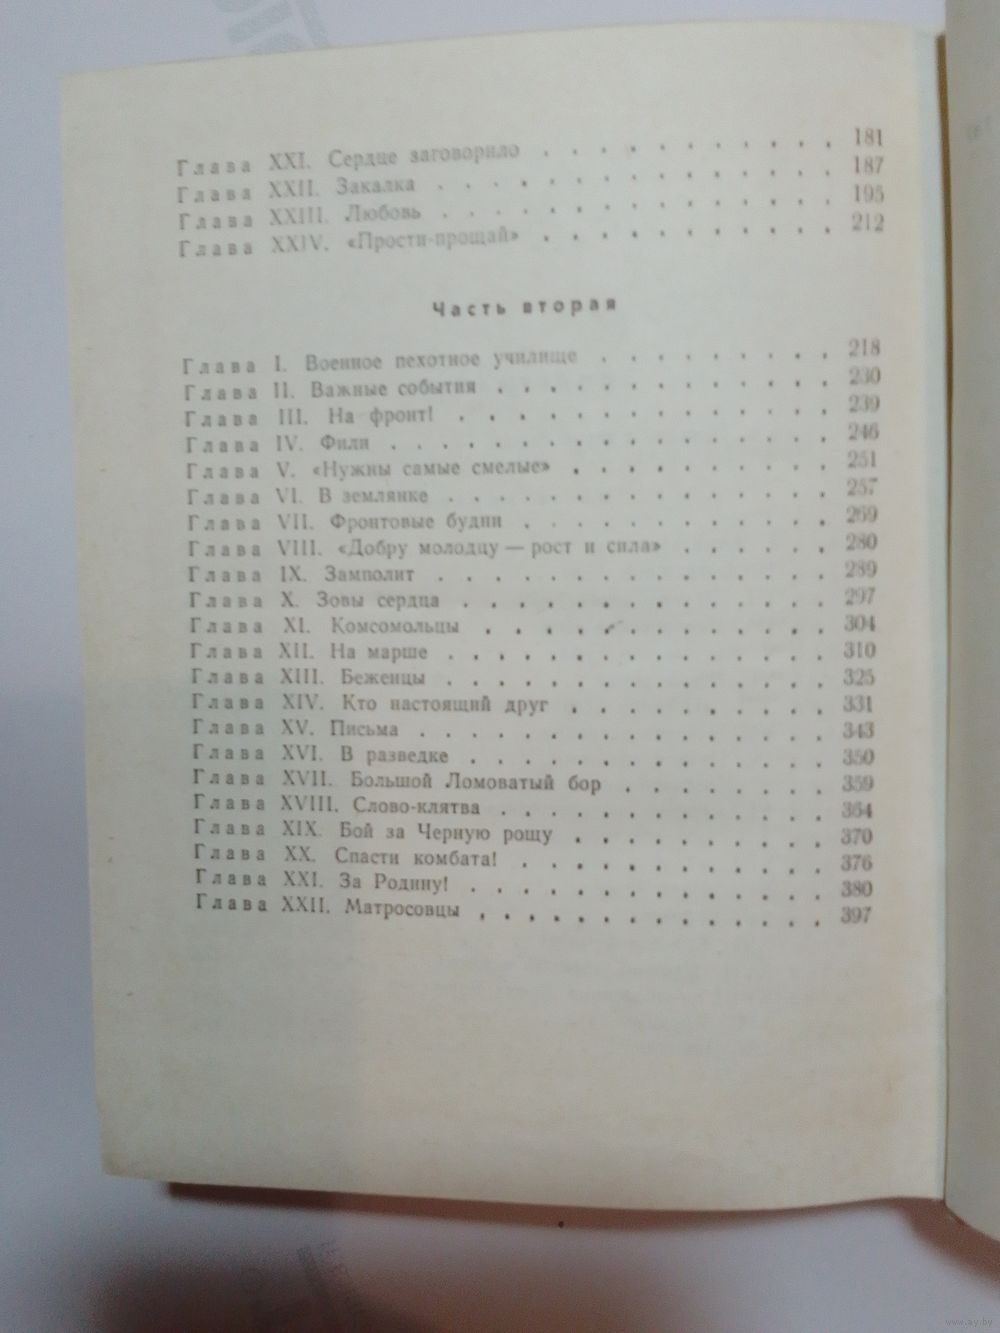 Глава XXI. Сердце заговорило . . . . . . . . . . . 181
Глава XXII. Закалка . . . . . . . . . . . . . . . 187
Глава XXIII. Любовь . . . . . . . . . . . . . . . 195
Глава XXIV. «Прости-прощай» . . . . . . . . . . . 212
Часть вторая
Глава I. Военное пехотное училище . . . . . . . . . 218
Глава II. Важные события . . . . . . . . . . . . . 230
Глава III. На фронт! . . . . . . . . . . . . . . 239
Глава IV. Фили . . . . . . . . . . . . . . . . . 246
Глава V. «Нужны самые смелые» . . . . . . . . . . 251
Глава VI. В землянке . . . . . . . . . . . . . . . 257
Глава VII. Фронтовые будни . . . . . . . . . . . . 269
Глава VIII. «Добру молодцу — рост и сила» . . . . . . 280
Глава IX. Замполит . . . . . . . . . . . . . . . 289
Глава X. Зовы сердца . . . . . . . . . . . . . . 297
Глава XI. Комсомольцы . . . . . . . . . . . . . 304
Глава XII. На марше . . . . . . . . . . . . . . . 310
Глава XIII. Беженцы . . . . . . . . . . . . . . . 325
Глава XIV. Кто настоящий друг . . . . . . . . . . 331
Глава XV. Письма . . . . . . . . . . . . . . . . 343
Глава XVI. В разведке . . . . . . . . . . . . . . 350
Глава XVII. Большой Ломоватый бор . . . . . . . . 359
Глава XVIII. Слово-клятва . . . . . . . . . . . . . 364
Глава XIX. Бой за Черную рощу . . . . . . . . . . 370
Глава XX. Спасти комбата! . . . . . . . . . . . . 376
Глава XXI. За Родину! . . . . . . . . . . . . . . 380
Глава XXII. Матросовцы . . . . . . . . . . . . . 397
www.ay.by